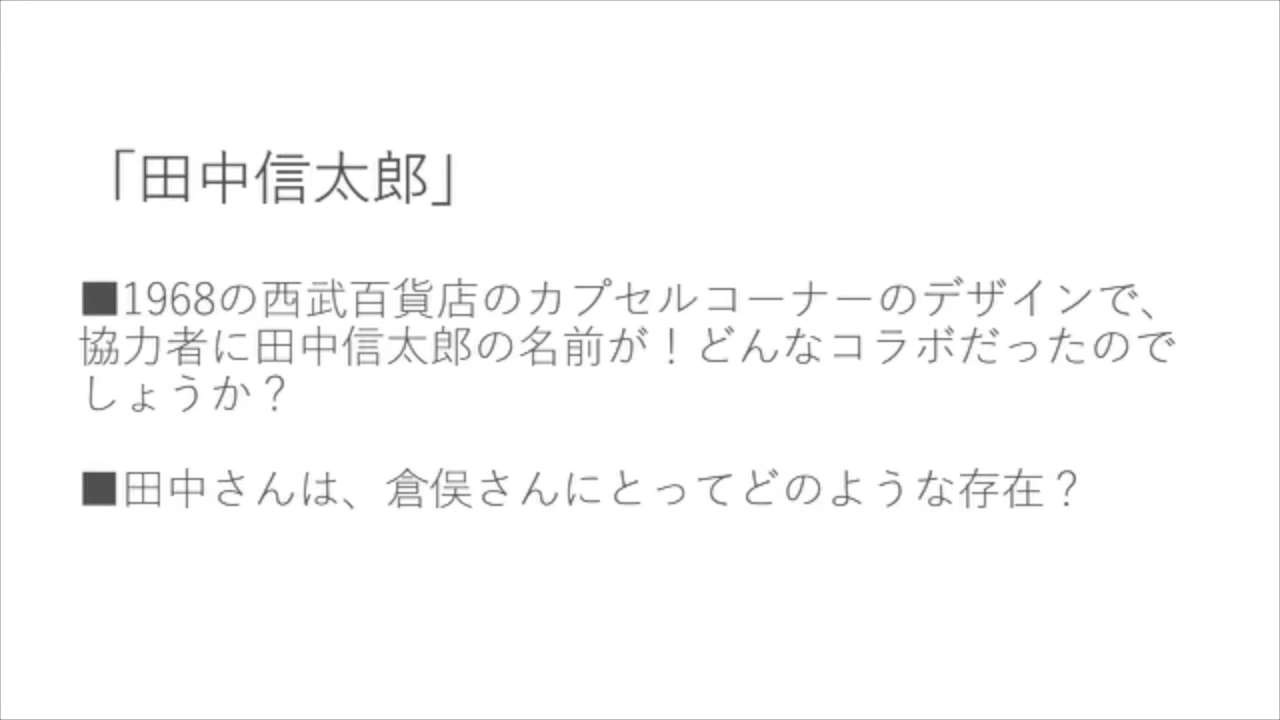 「田中信太郎」
■1968の西武百貨店のカプセルコーナーのデザインで、
協力者に田中信太郎の名前が！どんなコラボだったので
しょうか？
■田中さんは、倉俣さんにとってどのような存在？